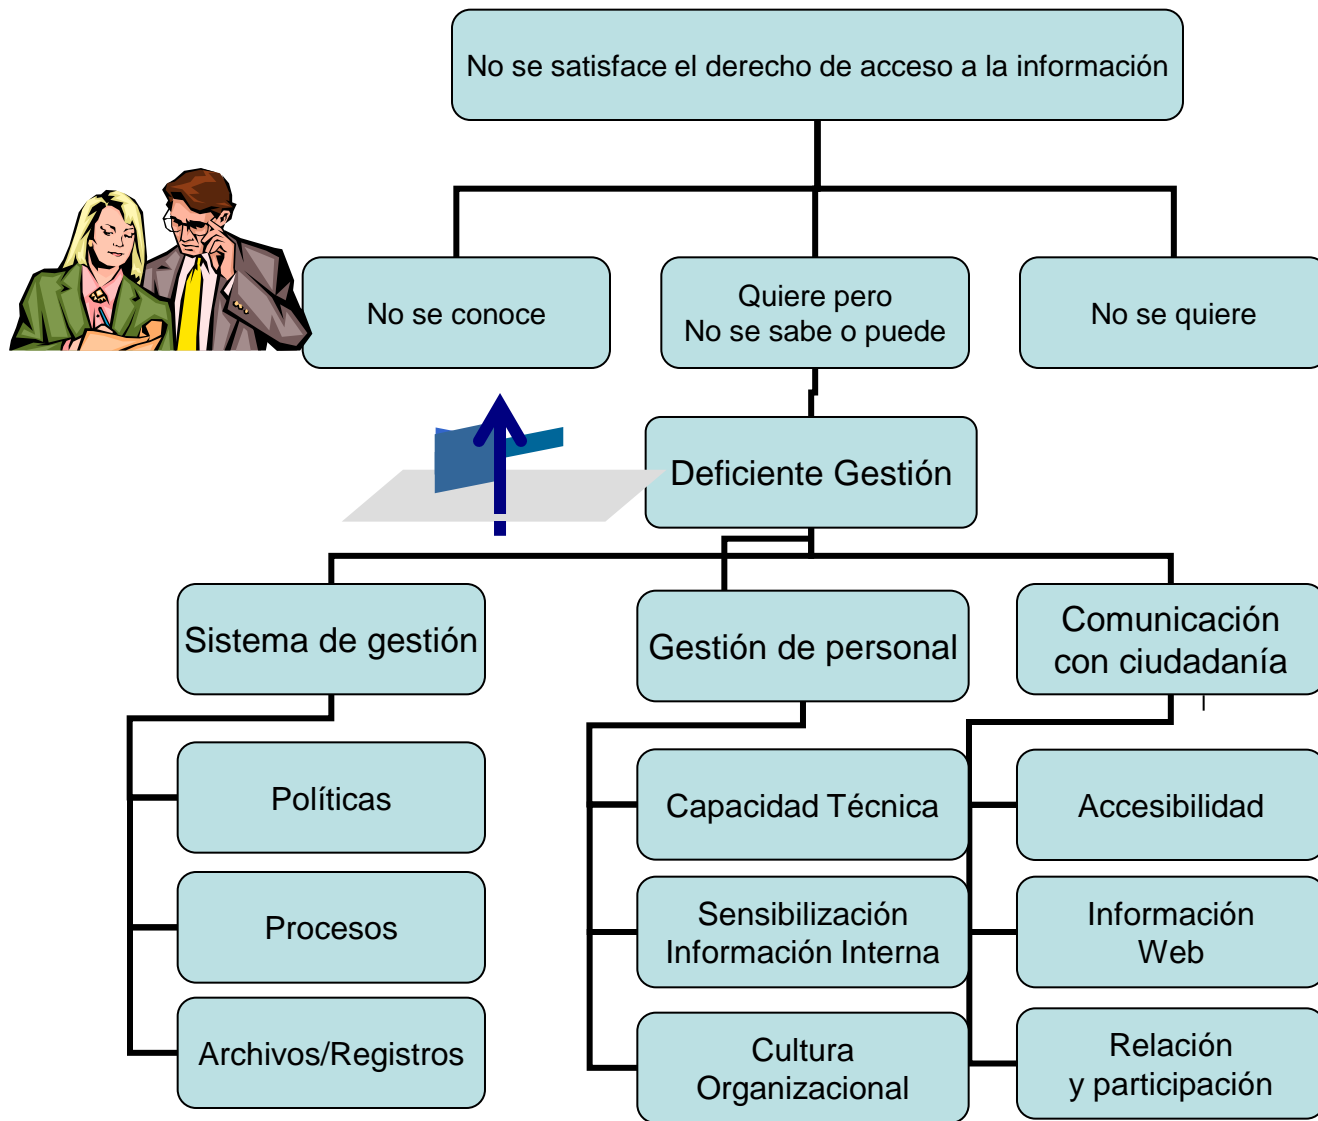 No se satisface el derecho de acceso a la información
No se conoce
Quiere pero
No se sabe o puede
No se quiere
Deficiente Gestión
Sistema de gestión
Gestión de personal
Comunicación
con ciudadanía
Políticas
Capacidad Técnica
Accesibilidad
Procesos
Sensibilización
Información Interna
Información
Web
Archivos/Registros
Cultura
Organizacional
Relación
y participación